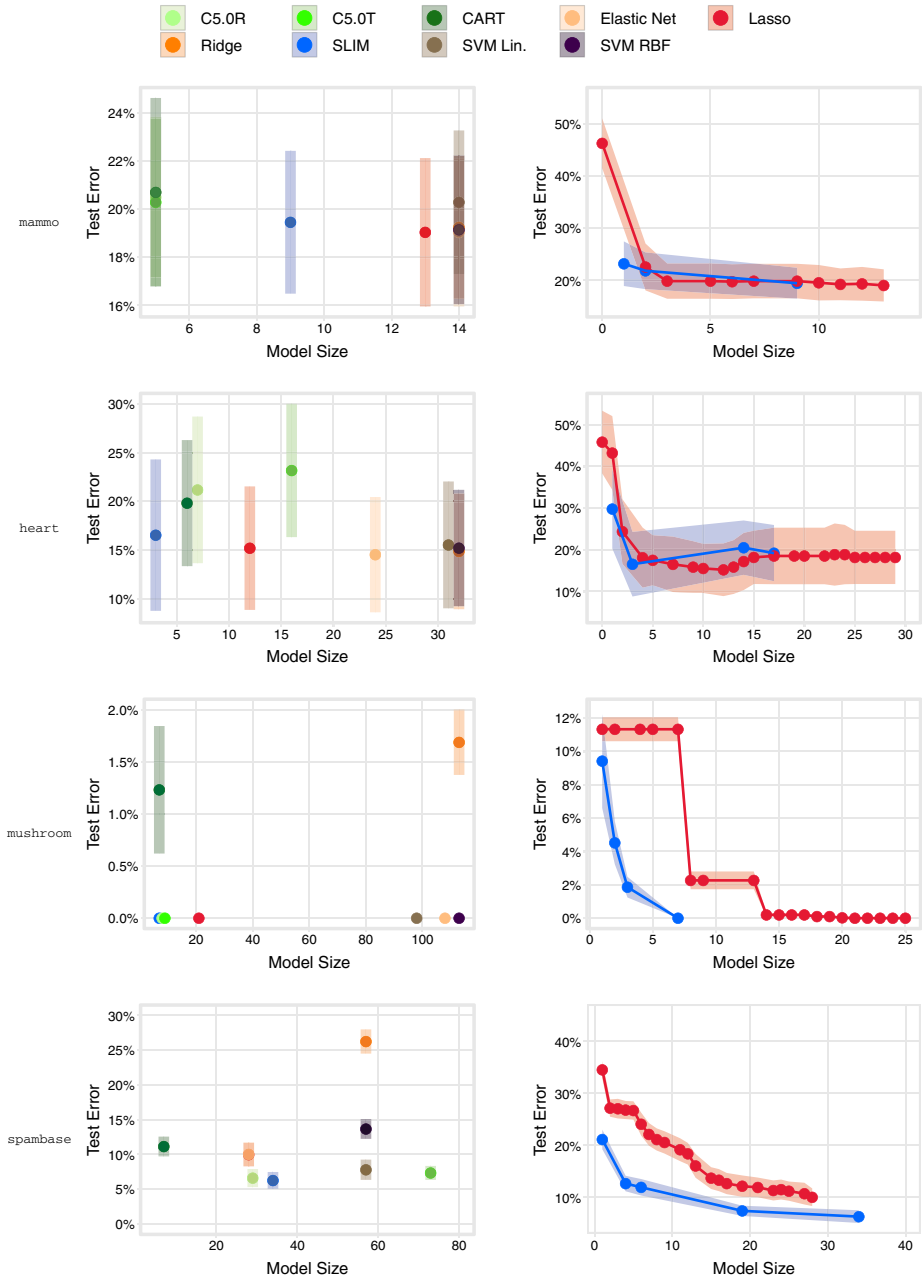 C5.0R C5.0T CART Elastic Net Lasso
Ridge SLIM SVM Lin. SVM RBF
mammo
Test Error
24%
22%
20%
18%
16%
6 8 10 12 14
Model Size
Test Error
50%
40%
30%
20%
0 5 10
Model Size
heart
Test Error
30%
25%
20%
15%
10%
5 10 15 20 25 30
Model Size
Test Error
50%
40%
30%
20%
10%
0 5 10 15 20 25 30
Model Size
mushroom
Test Error
2.0%
1.5%
1.0%
0.5%
0.0%
20 40 60 80 100
Model Size
Test Error
12%
10%
8%
6%
4%
2%
0%
0 5 10 15 20 25
Model Size
spambase
Test Error
30%
25%
20%
15%
10%
5%
0%
20 40 60 80
Model Size
Test Error
40%
30%
20%
10%
0 10 20 30 40
Model Size